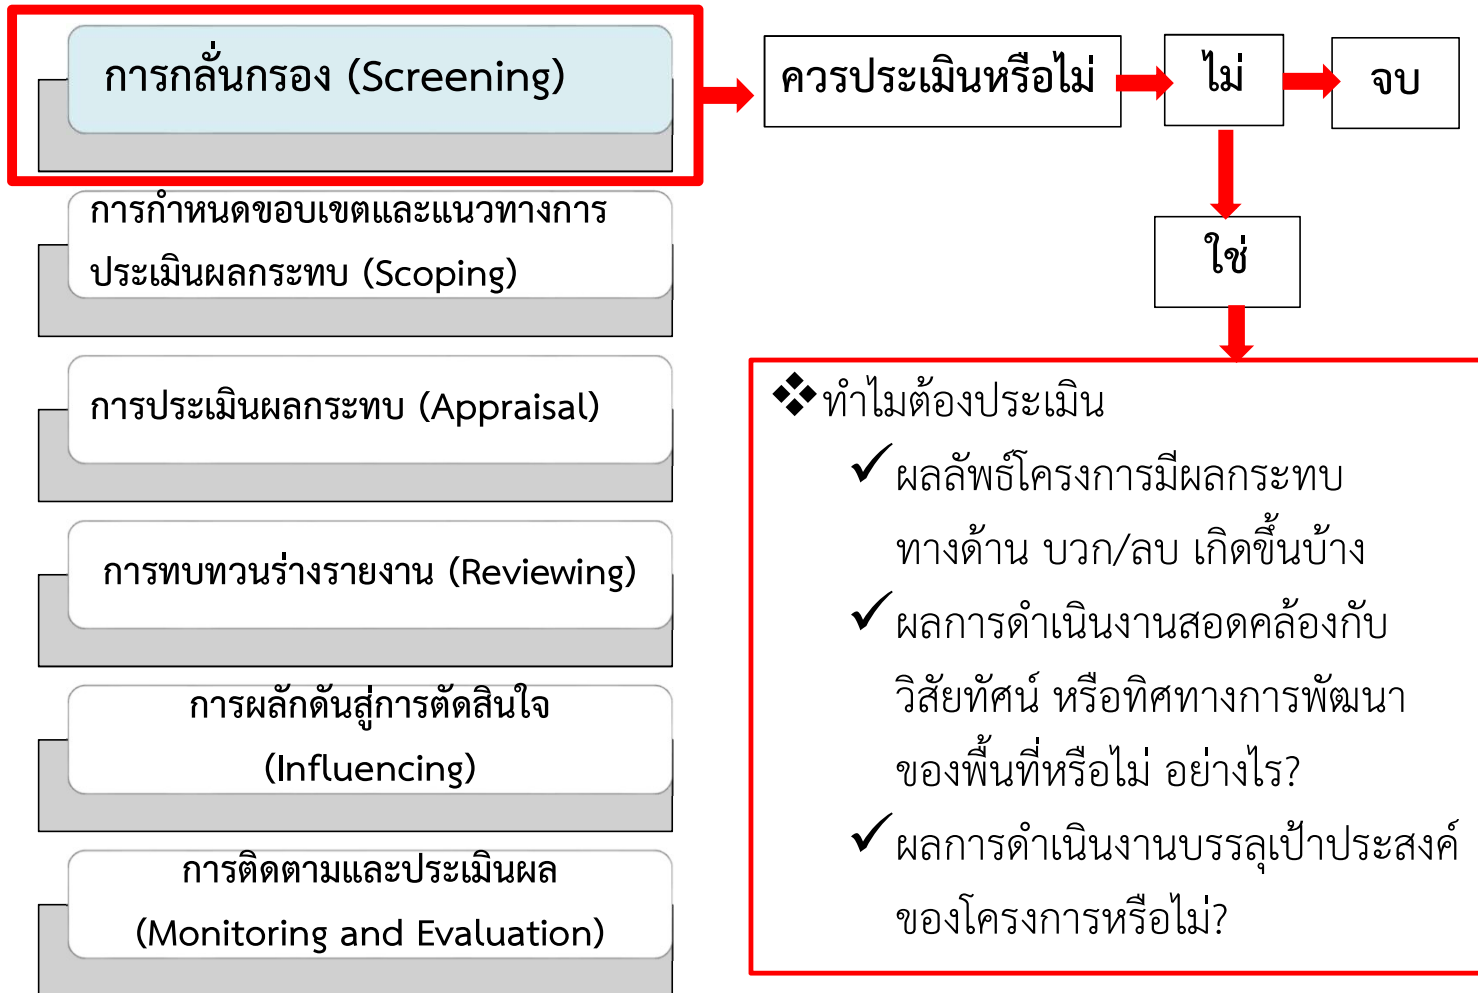 การกลั่นกรอง (Screening)
การกำหนดขอบเขตและแนวทางการ
ประเมินผลกระทบ (Scoping)
การประเมินผลกระทบ (Appraisal)
การทบทวนร่างรายงาน (Reviewing)
การผลักดันสู่การตัดสินใจ
(Influencing)
การติดตามและประเมินผล
(Monitoring and Evaluation)
ควรประเมินหรือไม่
ไม่
จบ
ใช่
ทำไมต้องประเมิน
ผลลัพธ์โครงการมีผลกระทบ
ทางด้าน บวก/ลบ เกิดขึ้นบ้าง
ผลการดำเนินงานสอดคล้องกับ
วิสัยทัศน์ หรือทิศทางการพัฒนา
ของพื้นที่หรือไม่ อย่างไร?
ผลการดำเนินงานบรรลุเป้าประสงค์
ของโครงการหรือไม่?